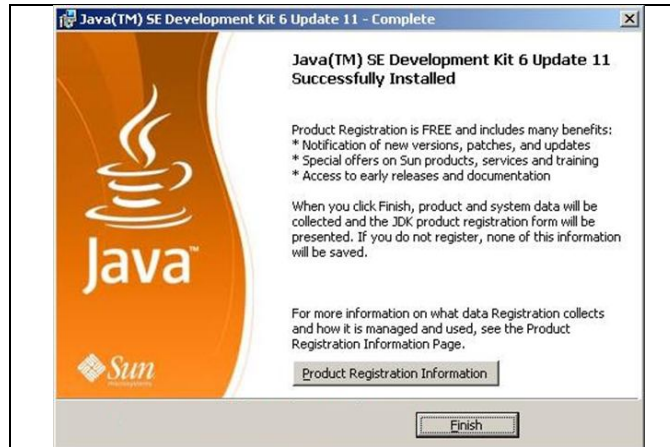 Java(TM) SE Development Kit 6 Update 11 - Complete
Java(TM) SE Development Kit 6 Update 11
Successfully Installed
Product Registration is FREE and includes many benefits:
* Notification of new versions, patches, and updates
* Special offers on Sun products, services and training
* Access to early releases and documentation
When you click Finish, product and system data will be
collected and the JDK product registration form will be
presented. If you do not register, none of this information
will be saved.
Java™
For more information on what data Registration collects
and how it is managed and used, see the Product
Registration Information Page.
Sun
microsystems
Product Registration Information
Finish